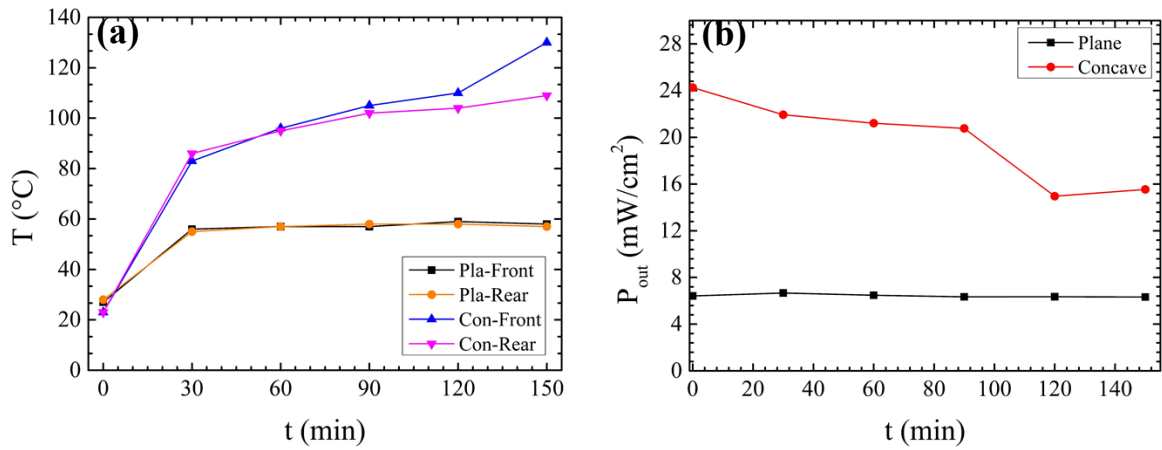 (a)
T (°C)
140
120
100
80
60
40
20
0
0 30 60 90 120 150
t (min)
Pla-Front
Pla-Rear
Con-Front
Con-Rear
(b)
P_out (mW/cm²)
28
24
20
16
12
8
4
0
0 20 40 60 80 100 120 140
t (min)
Plane
Concave